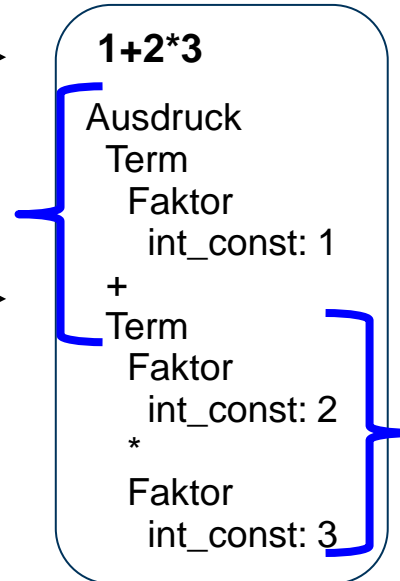 1+2*3
Ausdruck
Term
Faktor
int_const: 1
+
Term
Faktor
int_const: 2
*
Faktor
int_const: 3